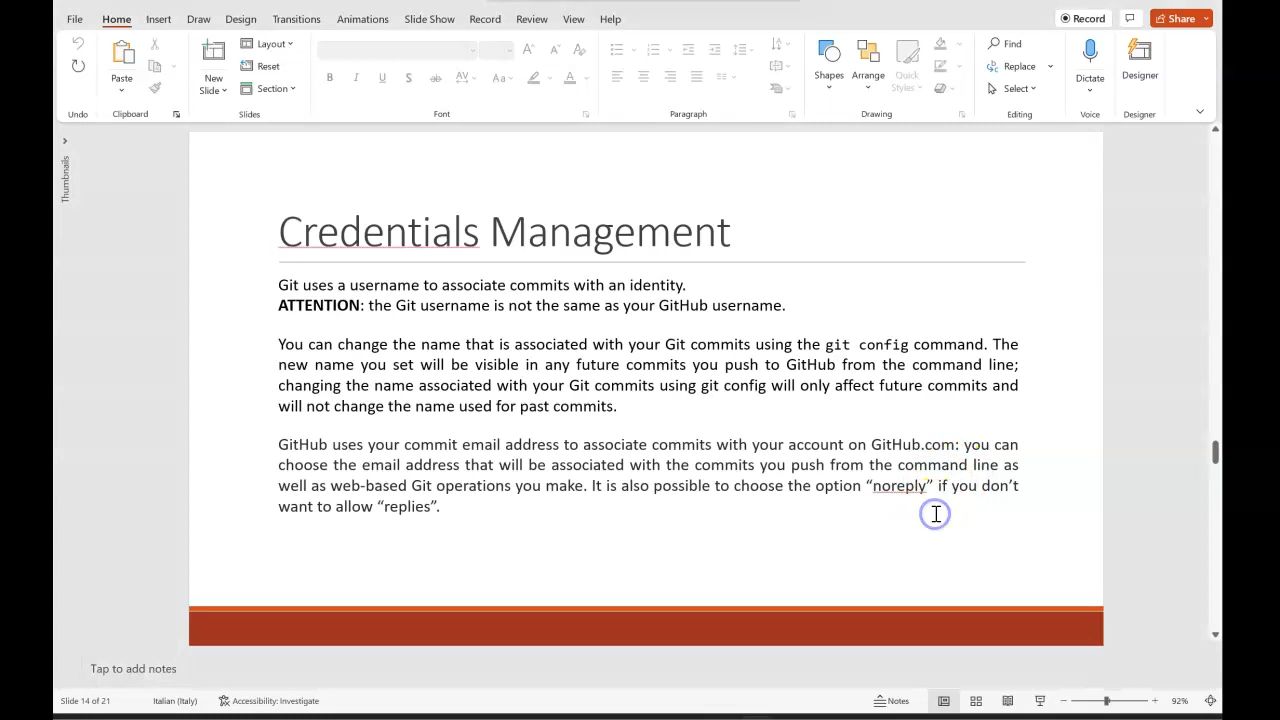 File Home Insert Draw Design Transitions Animations Slide Show Record Review View Help Record Share
Layout Find
Paste New Slide Reset Shapes Arrange Quick Styles Replace Dictate Designer
Section B I U S ab AV Aa A Select
Undo Clipboard Slides Font Paragraph Drawing Editing Voice Designer
Thumbnails
Credentials Management
Git uses a username to associate commits with an identity.
ATTENTION: the Git username is not the same as your GitHub username.
You can change the name that is associated with your Git commits using the git config command. The
new name you set will be visible in any future commits you push to GitHub from the command line;
changing the name associated with your Git commits using git config will only affect future commits and
will not change the name used for past commits.
GitHub uses your commit email address to associate commits with your account on GitHub.com: you can
choose the email address that will be associated with the commits you push from the command line as
well as web-based Git operations you make. It is also possible to choose the option “noreply” if you don’t
want to allow “replies”.
Tap to add notes
Slide 14 of 21 Italian (Italy) Accessibility: Investigate Notes 92%